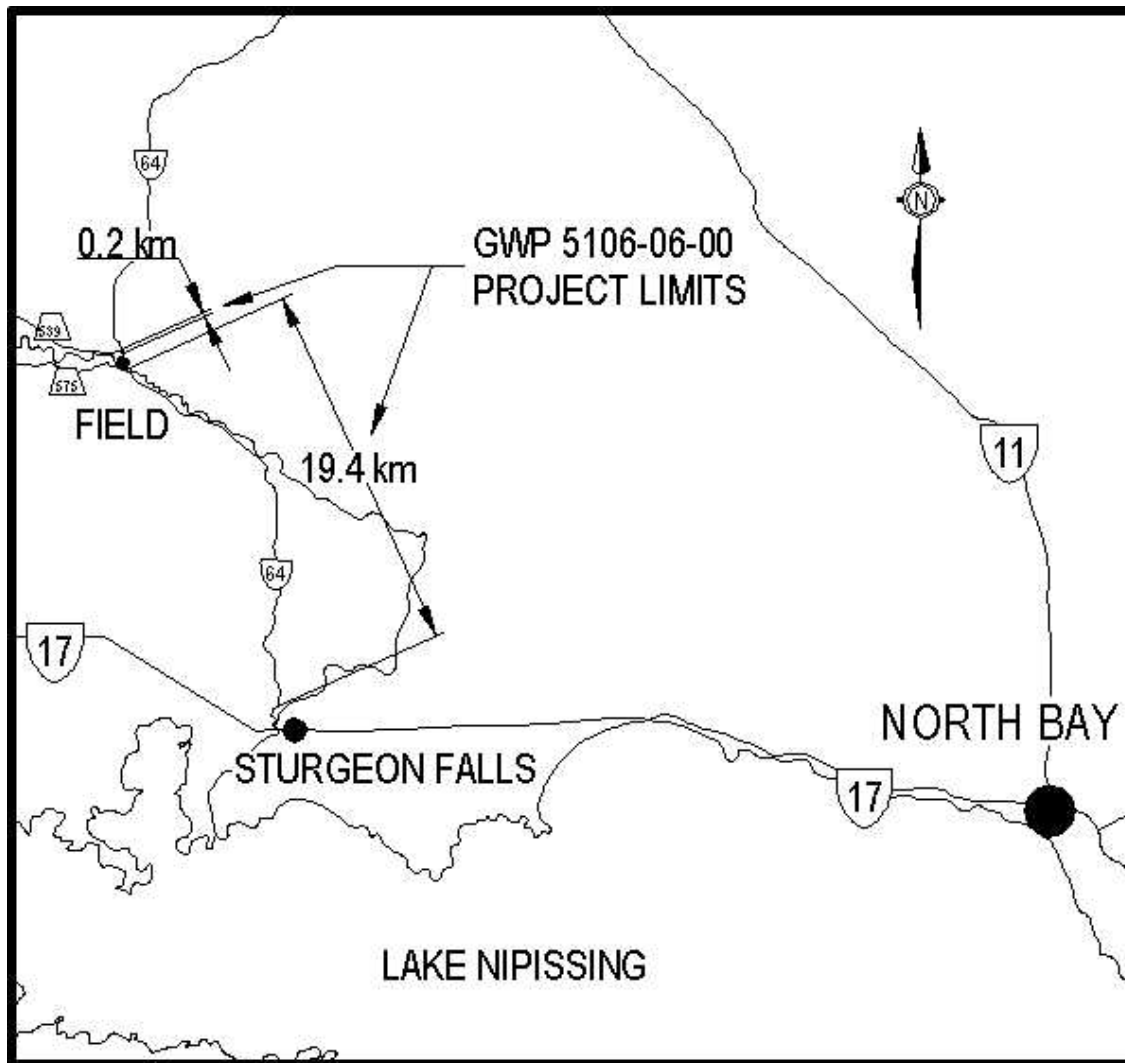 64
0.2 km
N
GWP 5106-06-00
PROJECT LIMITS
539
575
FIELD
11
19.4 km
64
17
NORTH BAY
STURGEON FALLS
17
LAKE NIPISSING